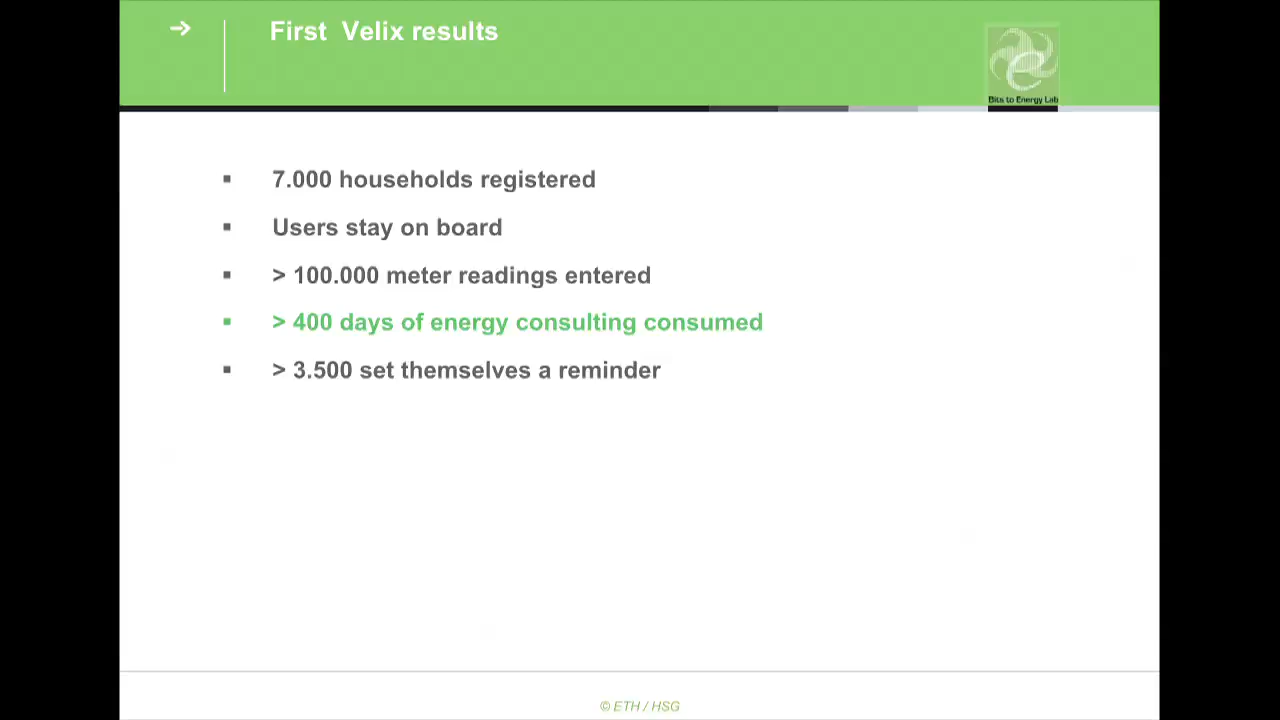 →
First Velix results
Bits to Energy Lab
▪ 7.000 households registered
▪ Users stay on board
▪ > 100.000 meter readings entered
▪ > 400 days of energy consulting consumed
▪ > 3.500 set themselves a reminder
© ETH / HSG